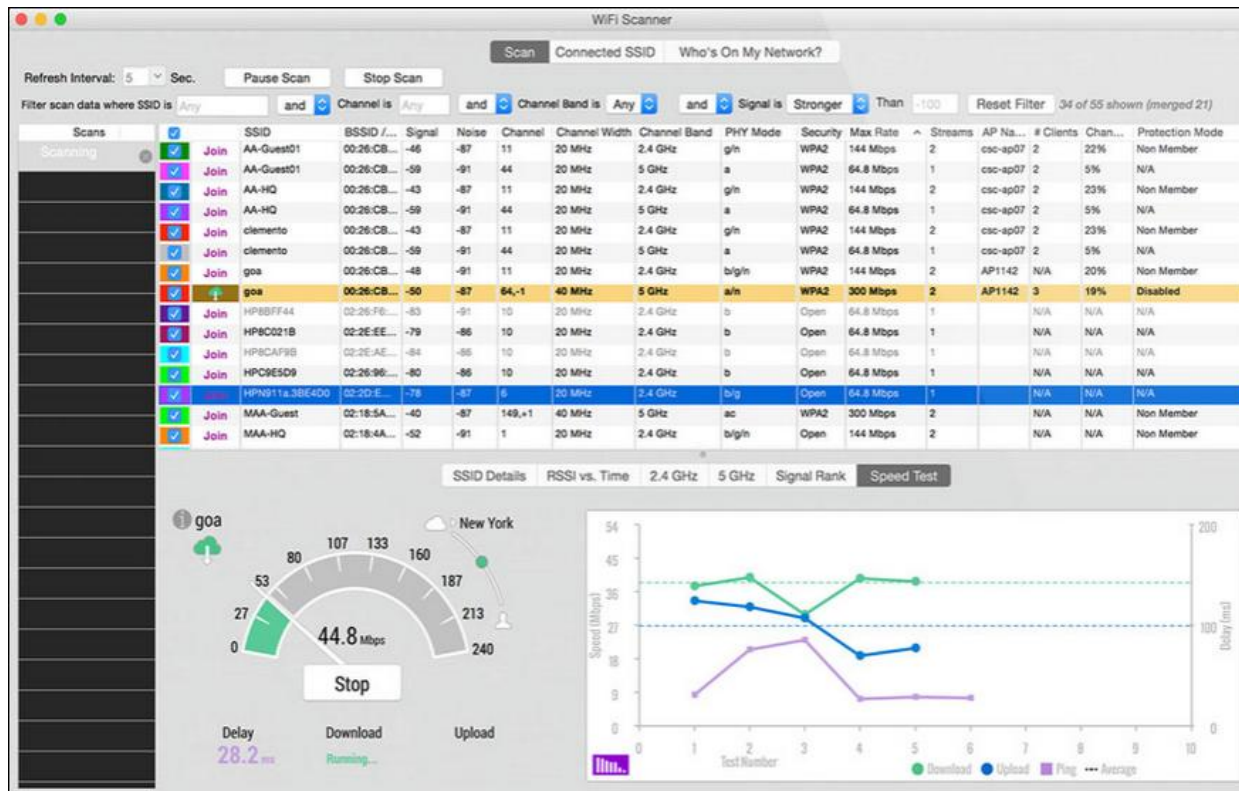 WiFi Scanner
Scan Connected SSID Who's On My Network?
Refresh Interval: 5 Sec. Pause Scan Stop Scan
Filter scan data where SSID is Any and Channel is Any and Channel Band is Any and Signal is Stronger Than -100 Reset Filter 34 of 55 shown (merged 21)
Scans SSID BSSID /... Signal Noise Channel Channel Width Channel Band PHY Mode Security Max Rate Streams AP Na... # Clients Chan... Protection Mode
Scanning
Join AA-Guest01 00:26:CB... -46 -87 11 20 MHz 2.4 GHz g/n WPA2 144 Mbps 2 csc-ap07 2 22% Non Member
Join AA-Guest01 00:26:CB... -59 -91 44 20 MHz 5 GHz a WPA2 64.8 Mbps 1 csc-ap07 2 5% N/A
Join AA-HQ 00:26:CB... -43 -87 11 20 MHz 2.4 GHz g/n WPA2 144 Mbps 2 csc-ap07 2 23% Non Member
Join AA-HQ 00:26:CB... -59 -91 44 20 MHz 5 GHz a WPA2 64.8 Mbps 1 csc-ap07 2 5% N/A
Join clemento 00:26:CB... -43 -87 11 20 MHz 2.4 GHz g/n WPA2 144 Mbps 2 csc-ap07 2 23% Non Member
Join clemento 00:26:CB... -59 -91 44 20 MHz 5 GHz a WPA2 64.8 Mbps 1 csc-ap07 2 5% N/A
Join goa 00:26:CB... -48 -91 11 20 MHz 2.4 GHz b/g/n WPA2 144 Mbps 2 AP1142 N/A 20% Non Member
goa 00:26:CB... -50 -87 64,-1 40 MHz 5 GHz a/n WPA2 300 Mbps 2 AP1142 3 19% Disabled
Join HP8BFF44 02:26:F6:... -83 -91 10 20 MHz 2.4 GHz b Open 64.8 Mbps 1 N/A N/A N/A
Join HP8C021B 02:2E:EE... -79 -86 10 20 MHz 2.4 GHz b Open 64.8 Mbps 1 N/A N/A N/A
Join HP8CAF9B 02:2E:AE... -84 -86 10 20 MHz 2.4 GHz b Open 64.8 Mbps 1 N/A N/A N/A
Join HPC9E5D9 02:26:96:... -80 -86 10 20 MHz 2.4 GHz b Open 64.8 Mbps 1 N/A N/A N/A
Join HPN911a.3BE4D0 02:2D:E... -78 -87 6 20 MHz 2.4 GHz b/g Open 64.8 Mbps 1 N/A N/A N/A
Join MAA-Guest 02:18:5A... -40 -87 149,+1 40 MHz 5 GHz ac WPA2 300 Mbps 2 N/A N/A Non Member
Join MAA-HQ 02:18:4A... -52 -91 1 20 MHz 2.4 GHz b/g/n Open 144 Mbps 2 N/A N/A Non Member
SSID Details RSSI vs. Time 2.4 GHz 5 GHz Signal Rank Speed Test
goa
New York
0 27 53 80 107 133 160 187 213 240
44.8 Mbps
Stop
Delay Download Upload
28.2 ms Running...
Speed (Mbps)
54
45
36
27
18
9
0
200
100
0
Delay (ms)
0 1 2 3 4 5 6 7 8 9 10
Test Number
Download Upload Ping Average